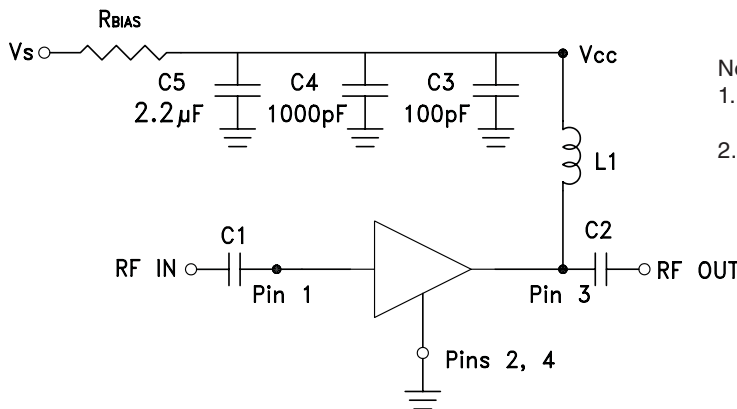 RBIAS
Vs
Vcc
C5
2.2µF
C4
1000pF
C3
100pF
L1
1.
2.
C1
C2
RF IN
RF OUT
Pin 1
Pin 3
Pins 2, 4